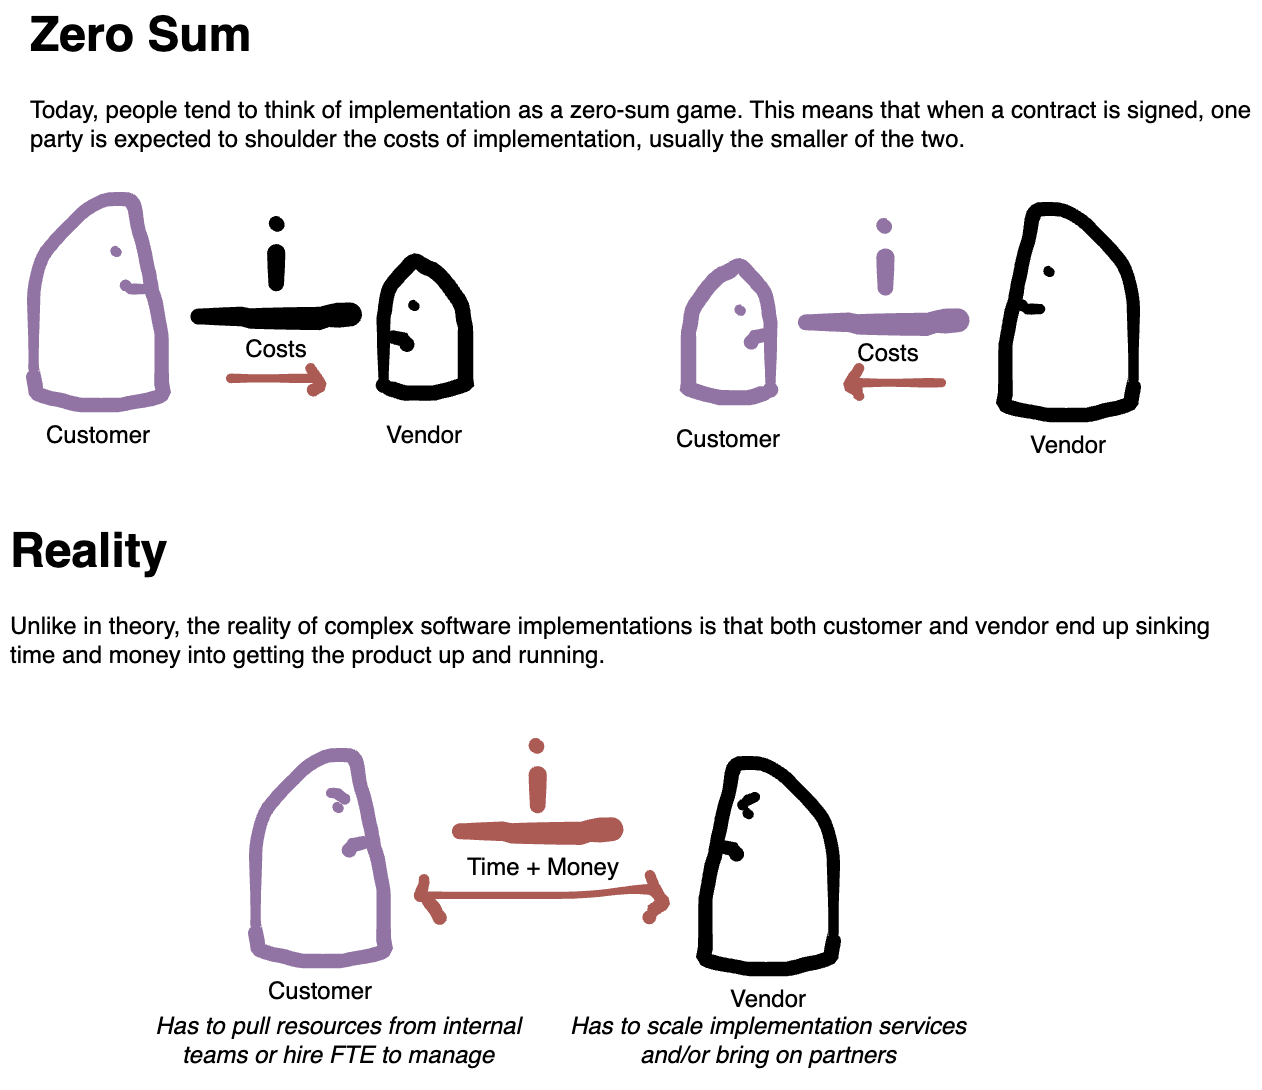 Zero Sum
Today, people tend to think of implementation as a zero-sum game. This means that when a contract is signed, one
party is expected to shoulder the costs of implementation, usually the smaller of the two.
i
i
Costs
Costs
Customer
Vendor
Customer
Vendor
Reality
Unlike in theory, the reality of complex software implementations is that both customer and vendor end up sinking
time and money into getting the product up and running.
i
Time + Money
Customer
Vendor
Has to pull resources from internal
teams or hire FTE to manage
Has to scale implementation services
and/or bring on partners